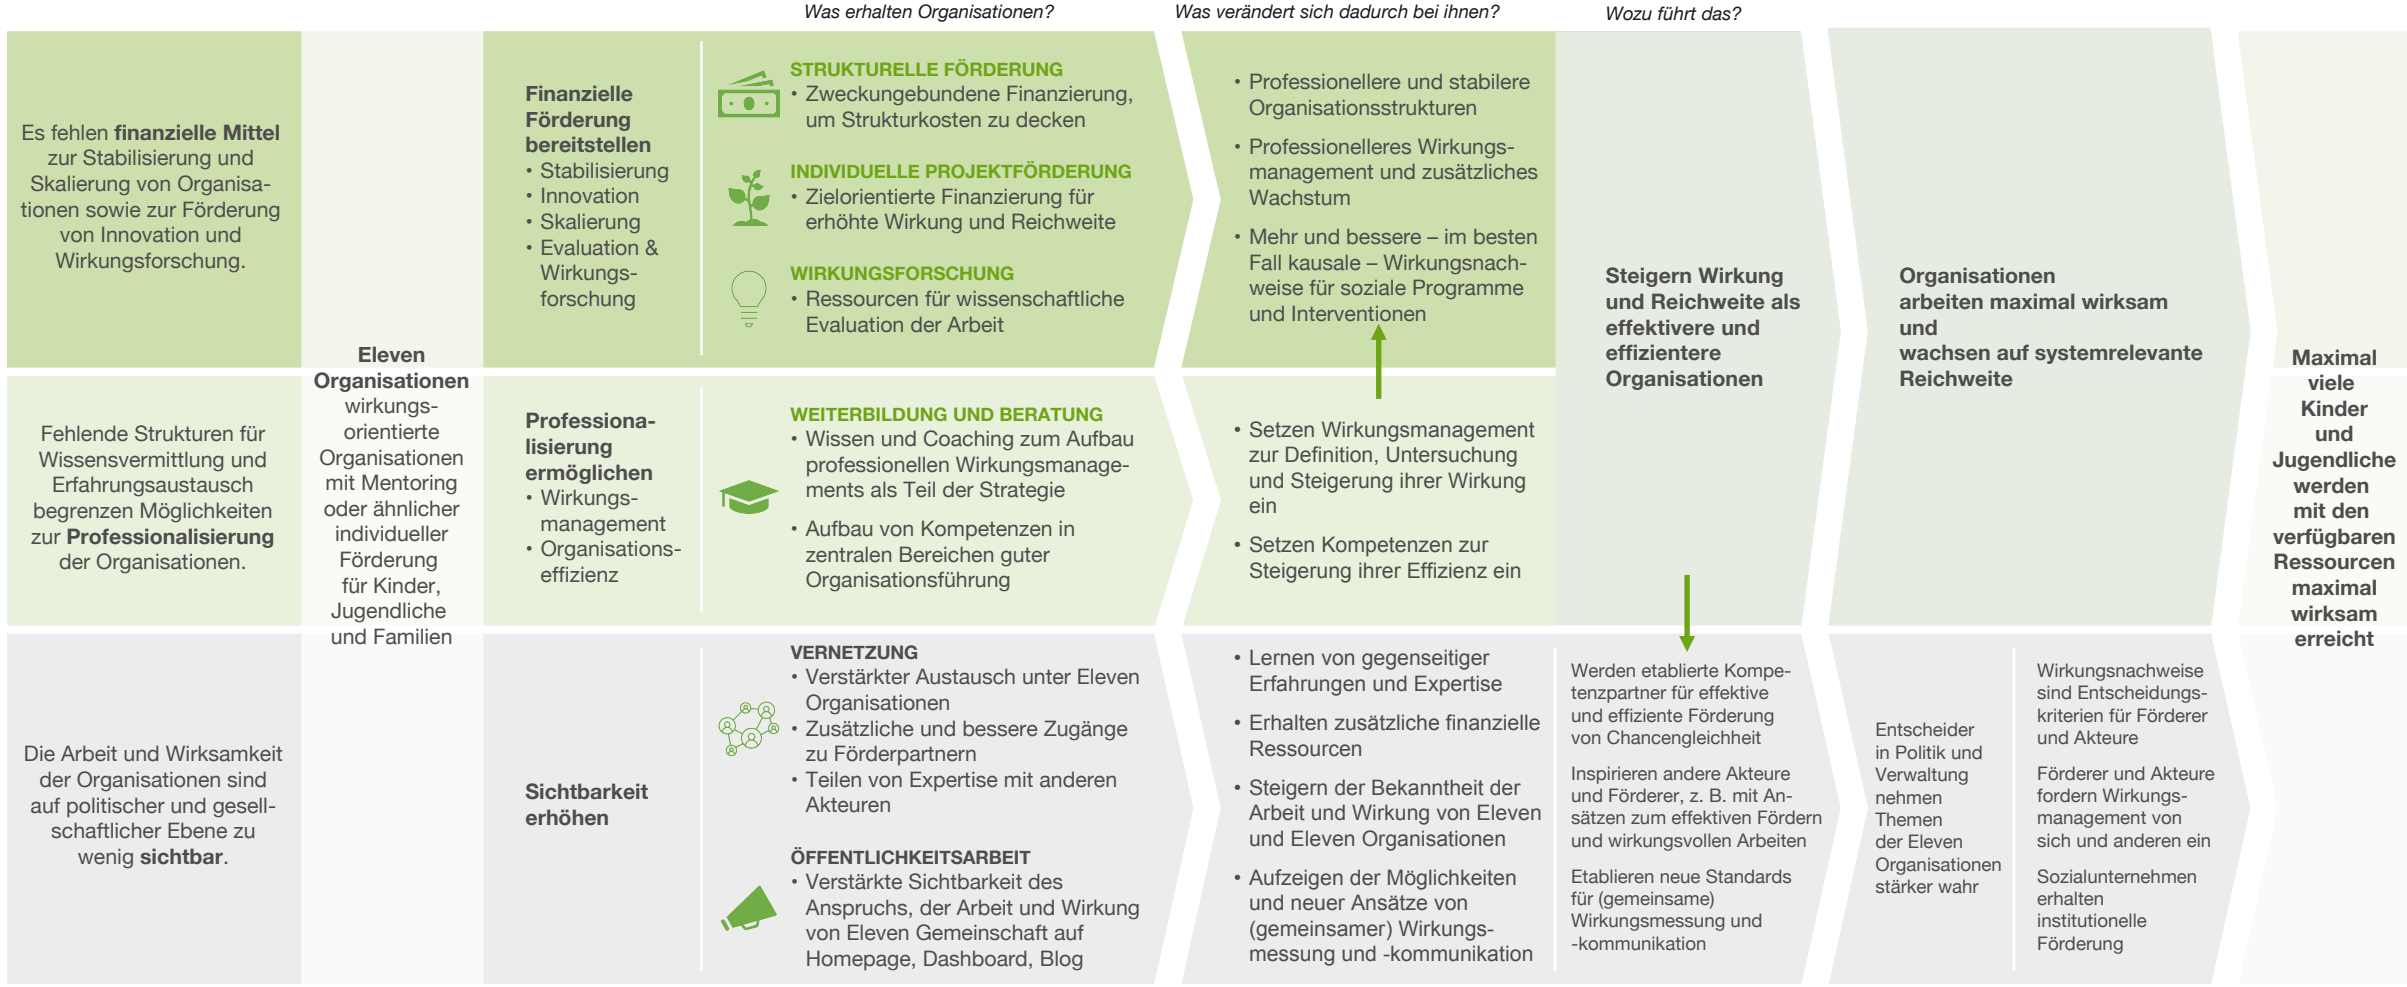 Was erhalten Organisationen?
Was verändert sich dadurch bei ihnen?
Wozu führt das?
Es fehlen finanzielle Mittel
zur Stabilisierung und
Skalierung von Organisa-
tionen sowie zur Förderung
von Innovation und
Wirkungsforschung.
Fehlende Strukturen für
Wissensvermittlung und
Erfahrungsaustausch
begrenzen Möglichkeiten
zur Professionalisierung
der Organisationen.
Die Arbeit und Wirksamkeit
der Organisationen sind
auf politischer und gesell-
schaftlicher Ebene zu
wenig sichtbar.
Eleven
Organisationen
wirkungs-
orientierte
Organisationen
mit Mentoring
oder ähnlicher
individueller
Förderung
für Kinder,
Jugendliche
und Familien
Finanzielle
Förderung
bereitstellen
• Stabilisierung
• Innovation
• Skalierung
• Evaluation &
Wirkungs-
forschung
STRUKTURELLE FÖRDERUNG
• Zweckungebundene Finanzierung,
um Strukturkosten zu decken
INDIVIDUELLE PROJEKTFÖRDERUNG
• Zielorientierte Finanzierung für
erhöhte Wirkung und Reichweite
WIRKUNGSFORSCHUNG
• Ressourcen für wissenschaftliche
Evaluation der Arbeit
• Professionellere und stabilere
Organisationsstrukturen
• Professionelleres Wirkungs-
management und zusätzliches
Wachstum
• Mehr und bessere – im besten
Fall kausale – Wirkungsnach-
weise für soziale Programme
und Interventionen
Professiona-
lisierung
ermöglichen
• Wirkungs-
management
• Organisations-
effizienz
WEITERBILDUNG UND BERATUNG
• Wissen und Coaching zum Aufbau
professionellen Wirkungsmanage-
ments als Teil der Strategie
• Aufbau von Kompetenzen in
zentralen Bereichen guter
Organisationsführung
• Setzen Wirkungsmanagement
zur Definition, Untersuchung
und Steigerung ihrer Wirkung
ein
• Setzen Kompetenzen zur
Steigerung ihrer Effizienz ein
Steigern Wirkung
und Reichweite als
effektivere und
effizientere
Organisationen
Organisationen
arbeiten maximal wirksam
und
wachsen auf systemrelevante
Reichweite
Sichtbarkeit
erhöhen
VERNETZUNG
• Verstärkter Austausch unter Eleven
Organisationen
• Zusätzliche und bessere Zugänge
zu Förderpartnern
• Teilen von Expertise mit anderen
Akteuren
ÖFFENTLICHKEITSARBEIT
• Verstärkte Sichtbarkeit des
Anspruchs, der Arbeit und Wirkung
von Eleven Gemeinschaft auf
Homepage, Dashboard, Blog
• Lernen von gegenseitiger
Erfahrungen und Expertise
• Erhalten zusätzliche finanzielle
Ressourcen
• Steigern der Bekanntheit der
Arbeit und Wirkung von Eleven
und Eleven Organisationen
• Aufzeigen der Möglichkeiten
und neuer Ansätze von
(gemeinsamer) Wirkungs-
messung und -kommunikation
Werden etablierte Kompe-
tenzpartner für effektive
und effiziente Förderung
von Chancengleichheit
Inspirieren andere Akteure
und Förderer, z. B. mit An-
sätzen zum effektiven Fördern
und wirkungsvollen Arbeiten
Etablieren neue Standards
für (gemeinsame)
Wirkungsmessung und
-kommunikation
Entscheider
in Politik und
Verwaltung
nehmen
Themen
der Eleven
Organisationen
stärker wahr
Wirkungsnachweise
sind Entscheidungs-
kriterien für Förderer
und Akteure
Förderer und Akteure
fordern Wirkungs-
management von
sich und anderen ein
Sozialunternehmen
erhalten
institutionelle
Förderung
Maximal
viele
Kinder
und
Jugendliche
werden
mit den
verfügbaren
Ressourcen
maximal
wirksam
erreicht